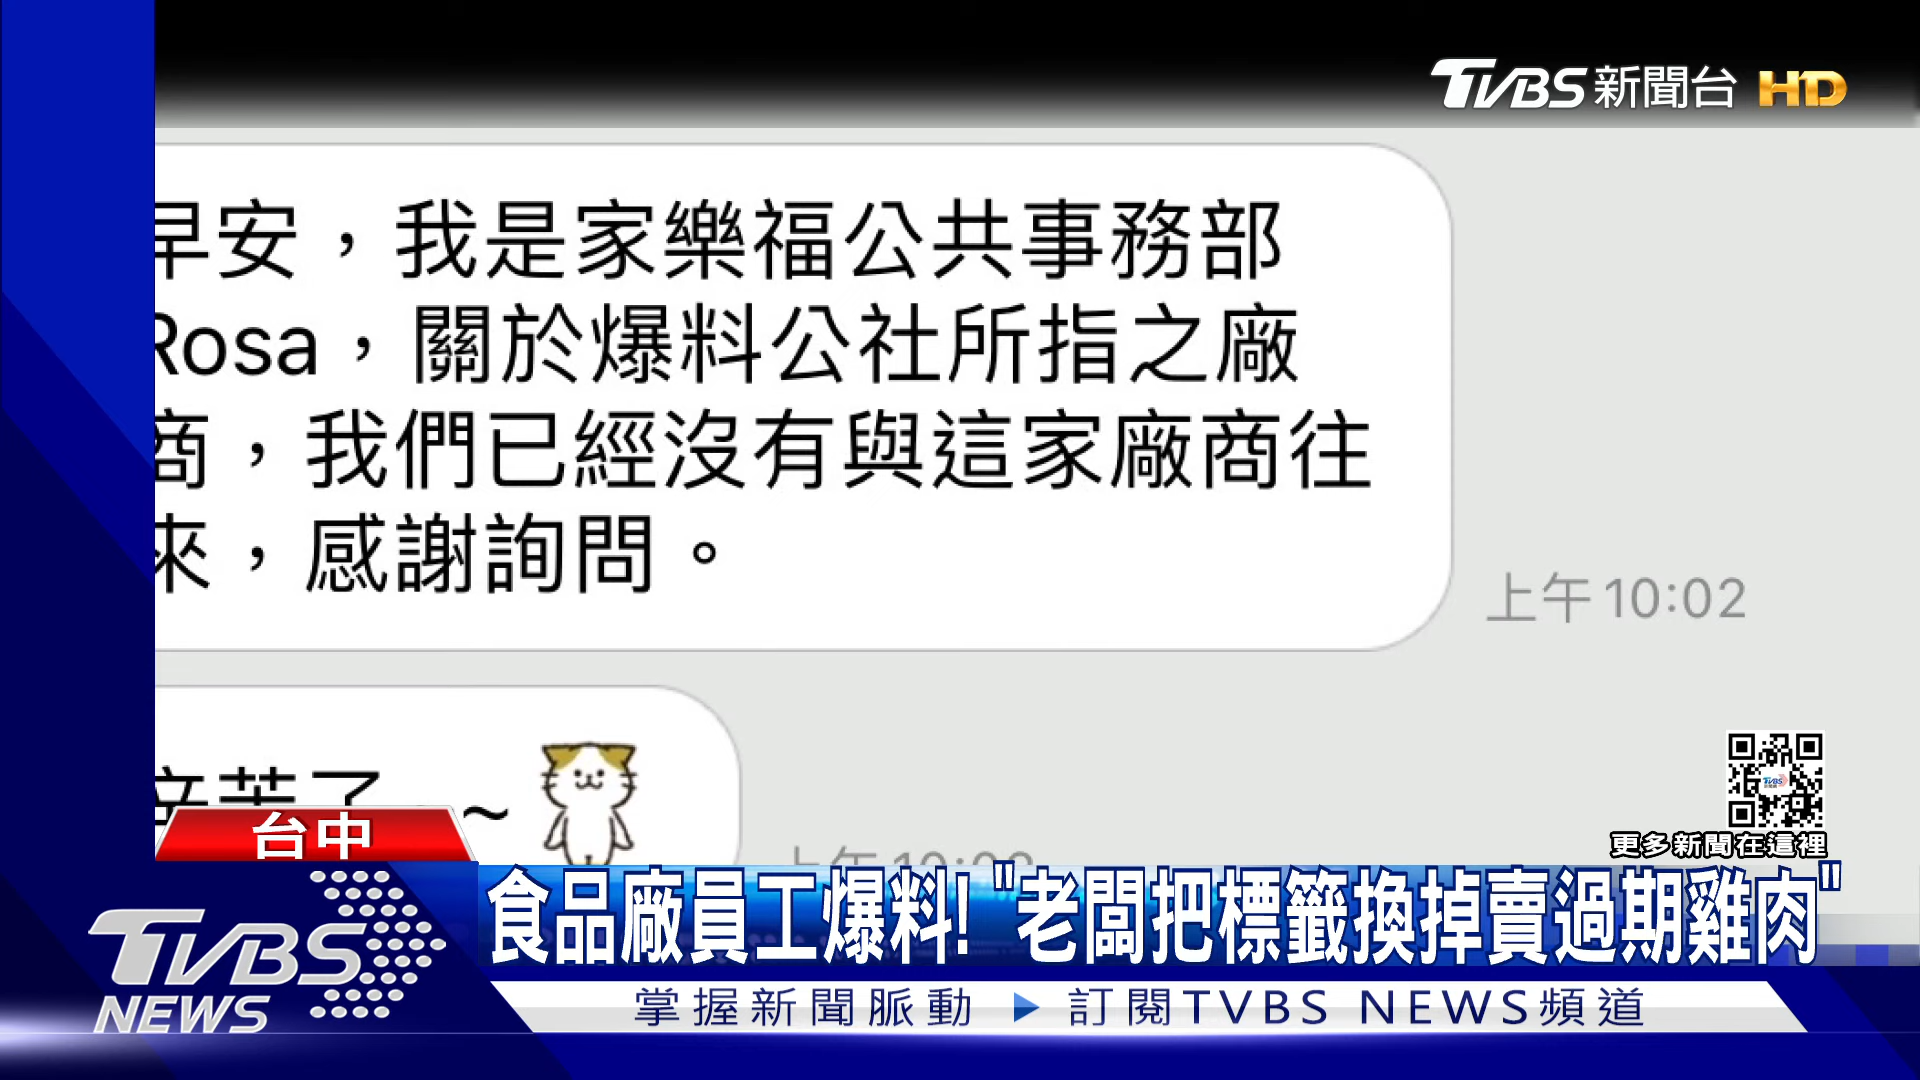 TVBS新聞台 HD
早安，我是家樂福公共事務部
Rosa，關於爆料公社所指之廠
商，我們已經沒有與這家廠商往
來，感謝詢問。
上午10:02
辛苦了~~
更多新聞在這裡
台中
食品廠員工爆料! "老闆把標籤換掉賣過期雞肉"
TVBS
NEWS
掌握新聞脈動 ▶ 訂閱TVBS NEWS頻道